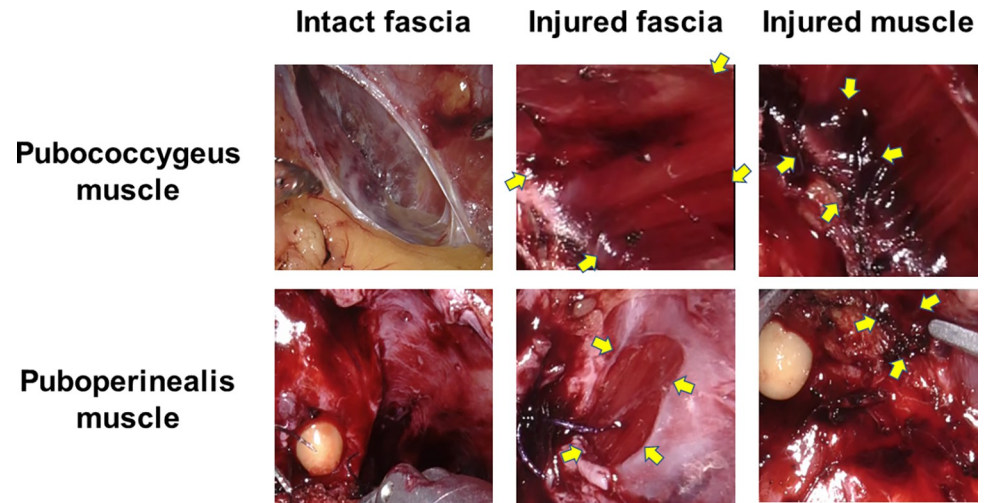 Intact fascia
Injured fascia
Injured muscle
Pubococcygeus
muscle
Puboperinealis
muscle